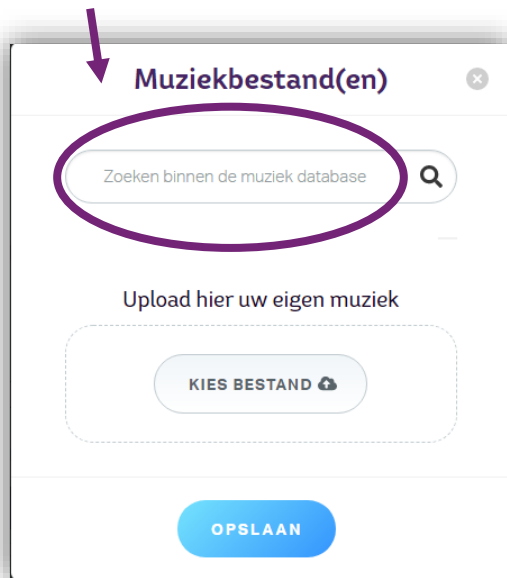 Muziekbestand(en)
Zoeken binnen de muziek database
Upload hier uw eigen muziek
KIES BESTAND
OPSLAAN